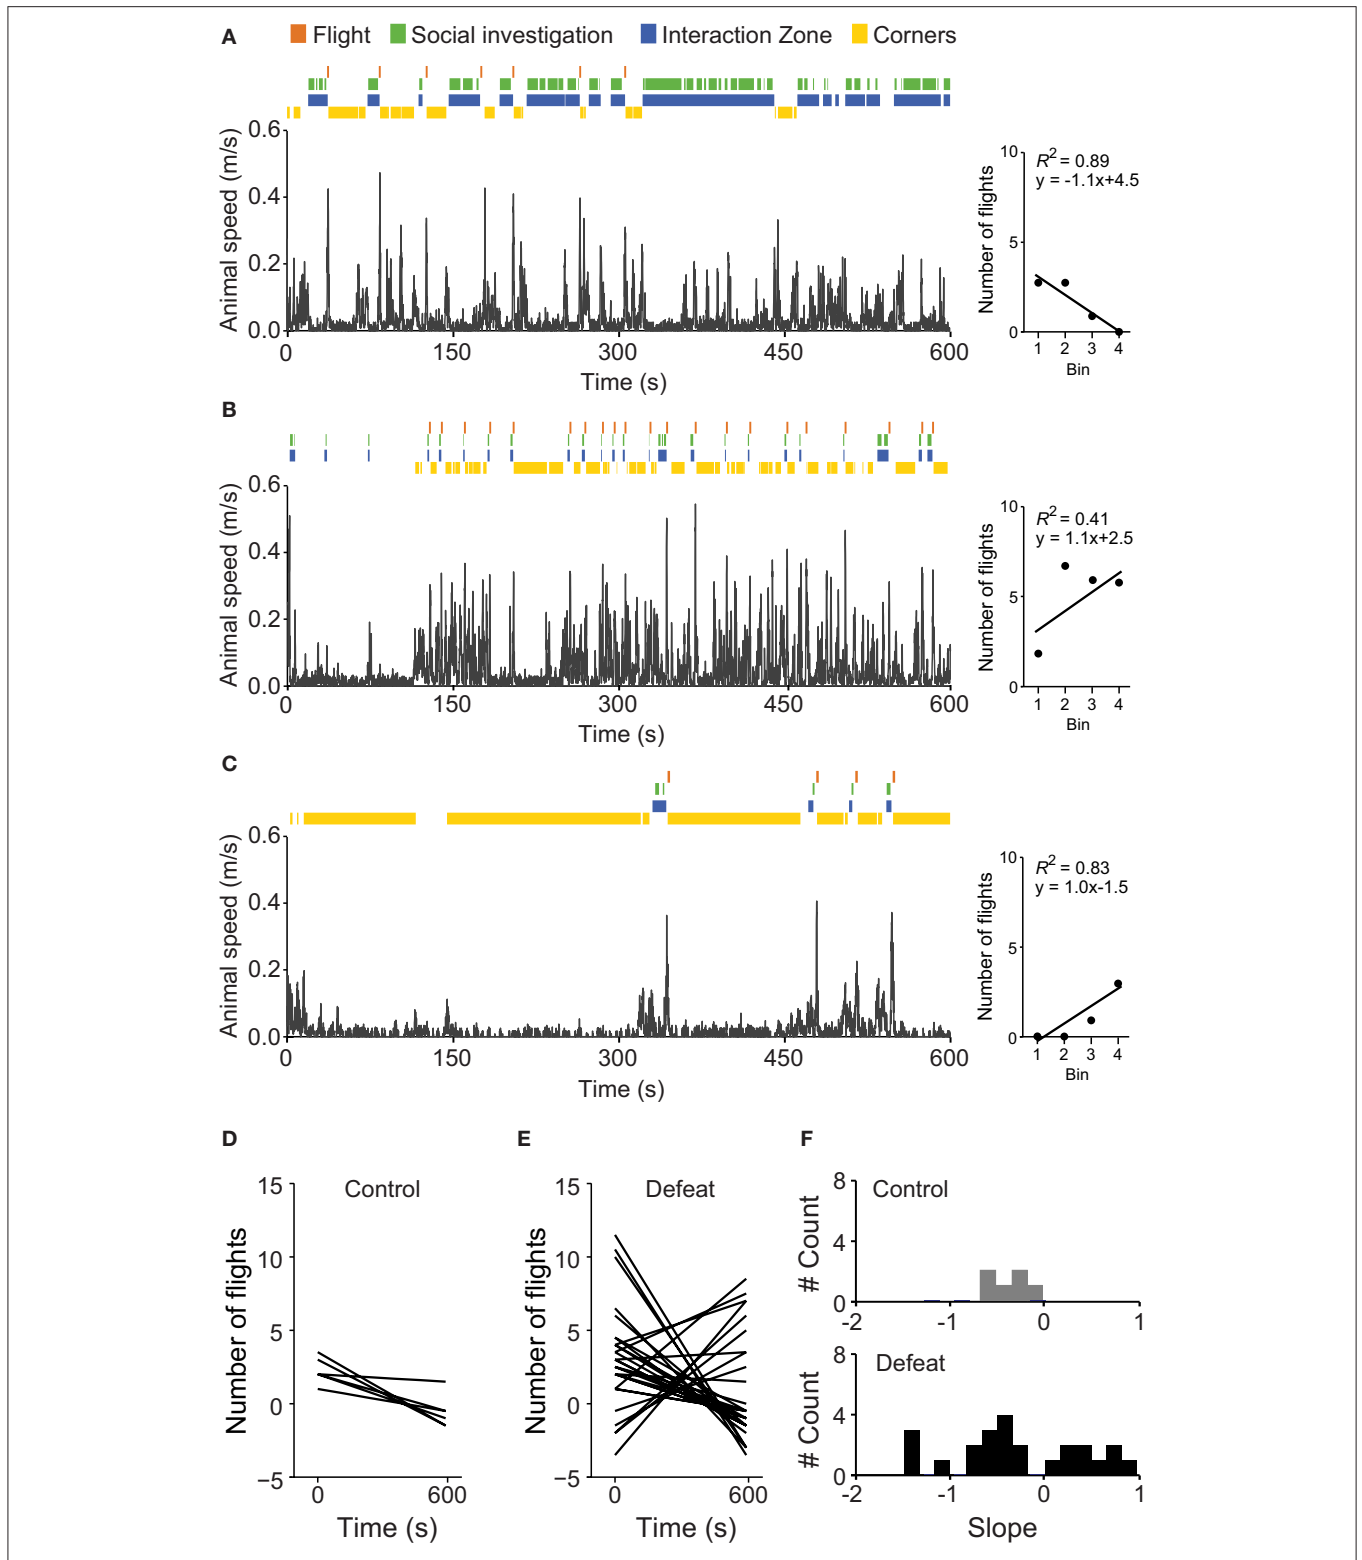 A
Flight Social investigation Interaction Zone Corners
Animal speed (m/s)
0.6
0.4
0.2
0.0
0 150 300 450 600
Time (s)
Number of flights
10
5
0
R2 = 0.89
y = -1.1x+4.5
1 2 3 4
Bin
B
Animal speed (m/s)
0.6
0.4
0.2
0.0
0 150 300 450 600
Time (s)
Number of flights
10
5
0
R2 = 0.41
y = 1.1x+2.5
1 2 3 4
Bin
C
Animal speed (m/s)
0.6
0.4
0.2
0.0
0 150 300 450 600
Time (s)
Number of flights
10
5
0
R2 = 0.83
y = 1.0x-1.5
1 2 3 4
Bin
D
Control
Number of flights
15
10
5
0
−5
0 600
Time (s)
E
Defeat
Number of flights
15
10
5
0
−5
0 600
Time (s)
F
Control
# Count
8
4
0
-2 -1 0 1
Defeat
# Count
8
4
0
-2 -1 0 1
Slope